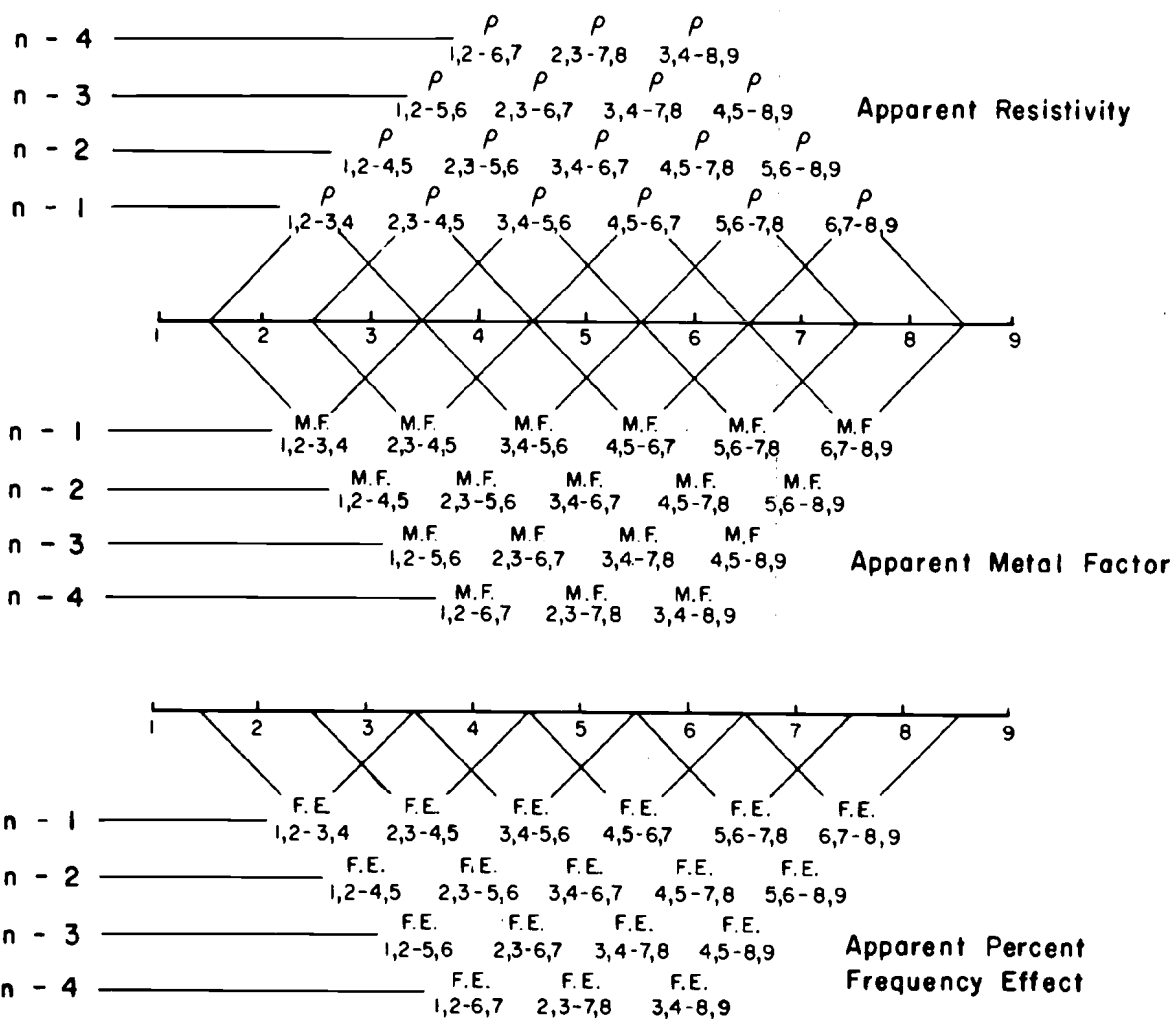 n - 4 ρ ρ ρ
1,2-6,7 2,3-7,8 3,4-8,9
n - 3 ρ ρ ρ ρ
1,2-5,6 2,3-6,7 3,4-7,8 4,5-8,9
Apparent Resistivity
n - 2 ρ ρ ρ ρ ρ
1,2-4,5 2,3-5,6 3,4-6,7 4,5-7,8 5,6-8,9
n - 1 ρ ρ ρ ρ ρ ρ
1,2-3,4 2,3-4,5 3,4-5,6 4,5-6,7 5,6-7,8 6,7-8,9
1 2 3 4 5 6 7 8 9
n - 1 M.F. M.F. M.F. M.F. M.F. M.F
1,2-3,4 2,3-4,5 3,4-5,6 4,5-6,7 5,6-7,8 6,7-8,9
n - 2 M.F. M.F. M.F. M.F. M.F.
1,2-4,5 2,3-5,6 3,4-6,7 4,5-7,8 5,6-8,9
n - 3 M.F. M.F M.F. M.F
1,2-5,6 2,3-6,7 3,4-7,8 4,5-8,9
Apparent Metal Factor
n - 4 M.F. M.F. M.F.
1,2-6,7 2,3-7,8 3,4-8,9
1 2 3 4 5 6 7 8 9
n - 1 F.E. F.E. F.E. F.E. F.E. F.E.
1,2-3,4 2,3-4,5 3,4-5,6 4,5-6,7 5,6-7,8 6,7-8,9
n - 2 F.E. F.E. F.E. F.E. F.E.
1,2-4,5 2,3-5,6 3,4-6,7 4,5-7,8 5,6-8,9
n - 3 F.E. F.E. F.E. F.E.
1,2-5,6 2,3-6,7 3,4-7,8 4,5-8,9
Apparent Percent
Frequency Effect
n - 4 F.E. F.E. F.E.
1,2-6,7 2,3-7,8 3,4-8,9